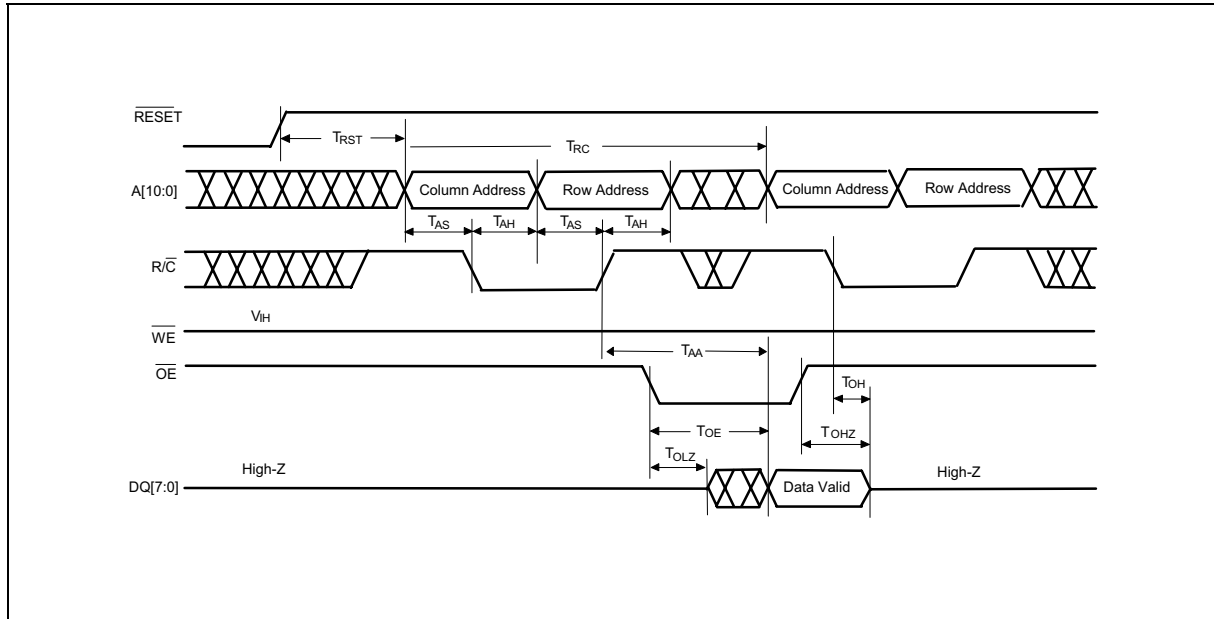 RESET
TRST
TRC
A[10:0]
Column Address
Row Address
Column Address
Row Address
TAS
TAH
TAS
TAH
R/C
VIH
WE
TAA
OE
TOH
TOE
TOHZ
TOLZ
High-Z
High-Z
DQ[7:0]
Data Valid